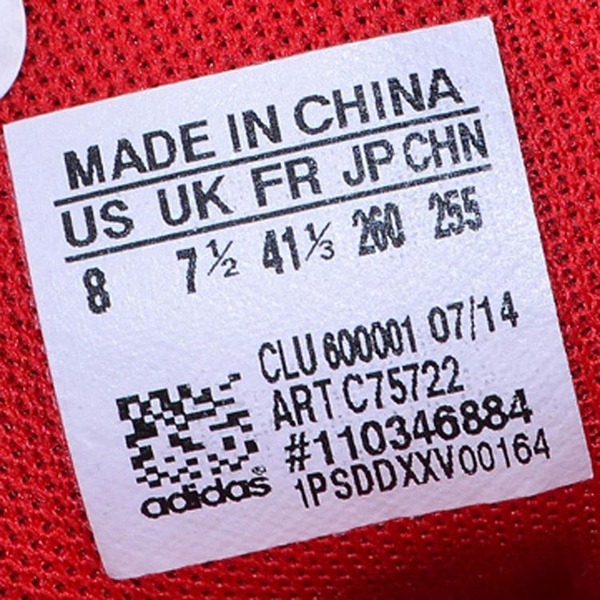 MADE IN CHINA
US UK FR JP CHN
8 7½ 41⅓ 260 255
CLU 600001 07/14
ART C75722
#110346884
adidas® 1PSDDXXV00164